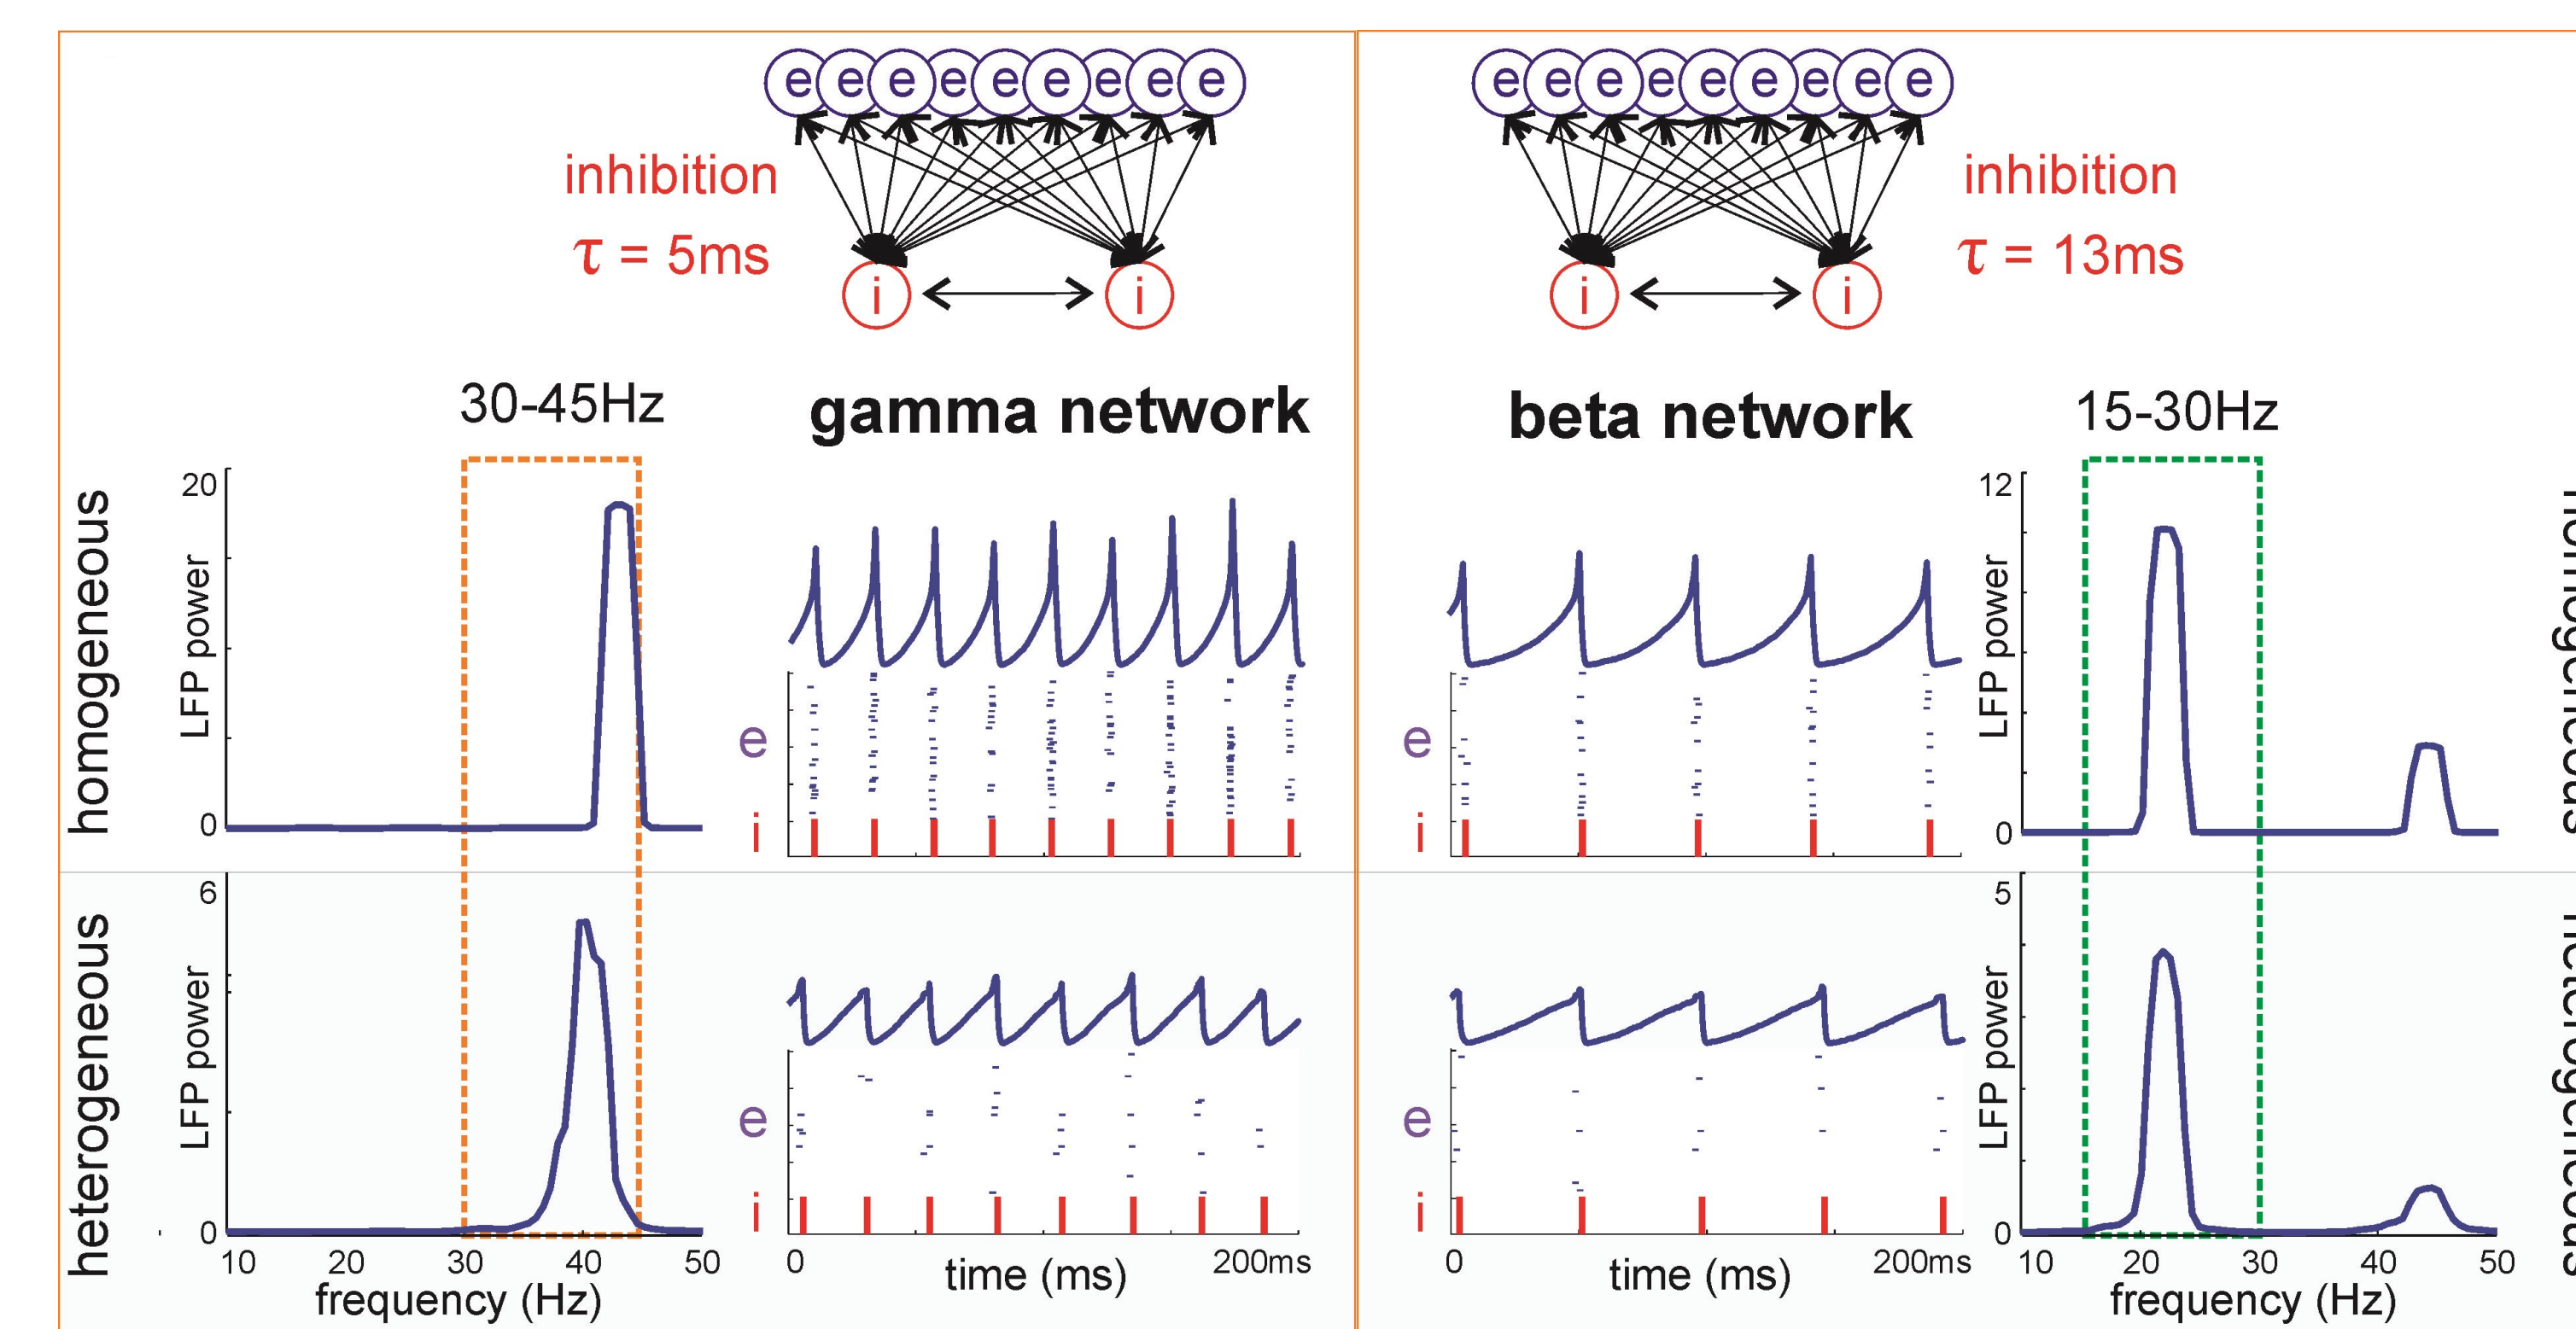 e e e e e e e e e
e e e e e e e e e
inhibition
τ = 5ms
inhibition
τ = 13ms
i i
i i
30-45Hz
gamma network
beta network
15-30Hz
homogeneous
20
LFP power
0
e
i
e
i
12
LFP power
0
homogeneous
heterogeneous
6
LFP power
0
10 20 30 40 50
frequency (Hz)
e
i
0 200ms
time (ms)
e
i
0 200ms
time (ms)
5
LFP power
0
10 20 30 40 50
frequency (Hz)
heterogeneous